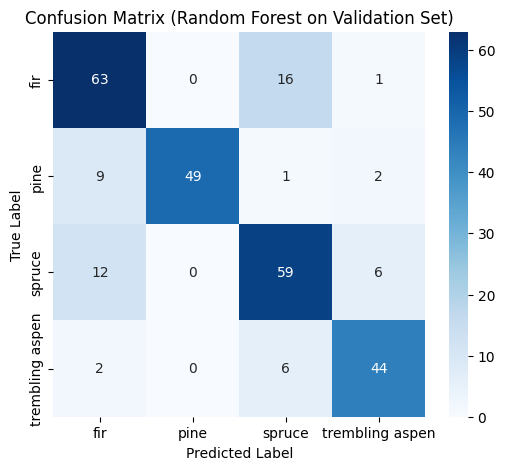 Confusion Matrix (Random Forest on Validation Set)
fir
63 0 16 1
pine
9 49 1 2
spruce
12 0 59 6
trembling aspen
2 0 6 44
fir pine spruce trembling aspen
Predicted Label
True Label
60
50
40
30
20
10
0